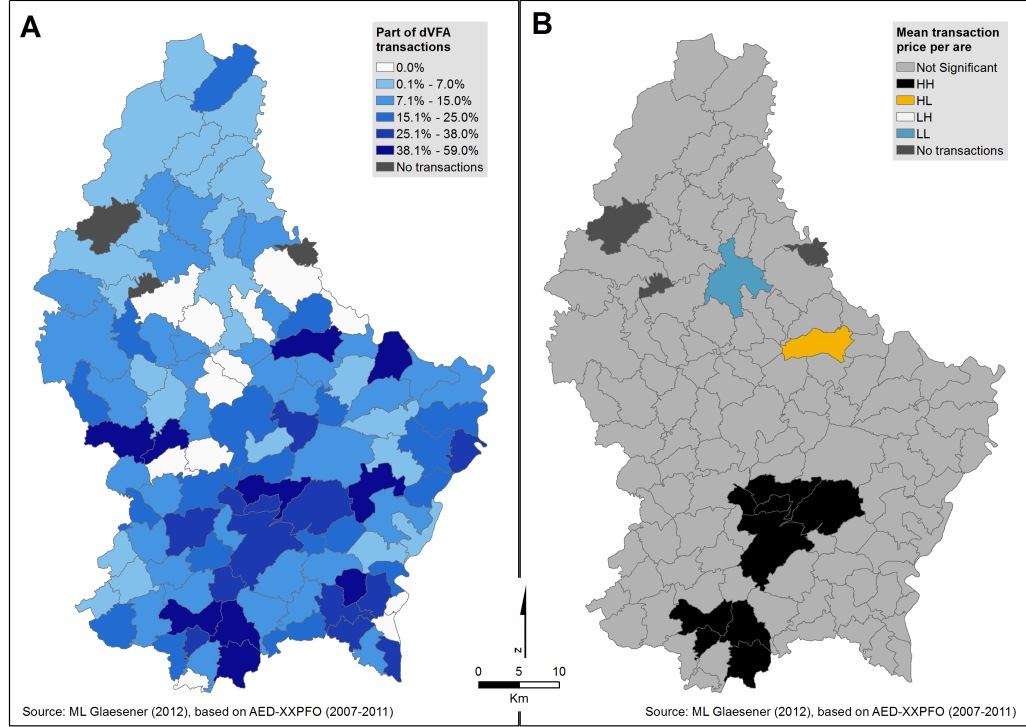 A
Part of dVFA
transactions
0.0%
0.1% - 7.0%
7.1% - 15.0%
15.1% - 25.0%
25.1% - 38.0%
38.1% - 59.0%
No transactions
Source: ML Glaesener (2012), based on AED-XXPFO (2007-2011)
B
Mean transaction
price per are
Not Significant
HH
HL
LH
LL
No transactions
z
0 5 10
Km
Source: ML Glaesener (2012), based on AED-XXPFO (2007-2011)